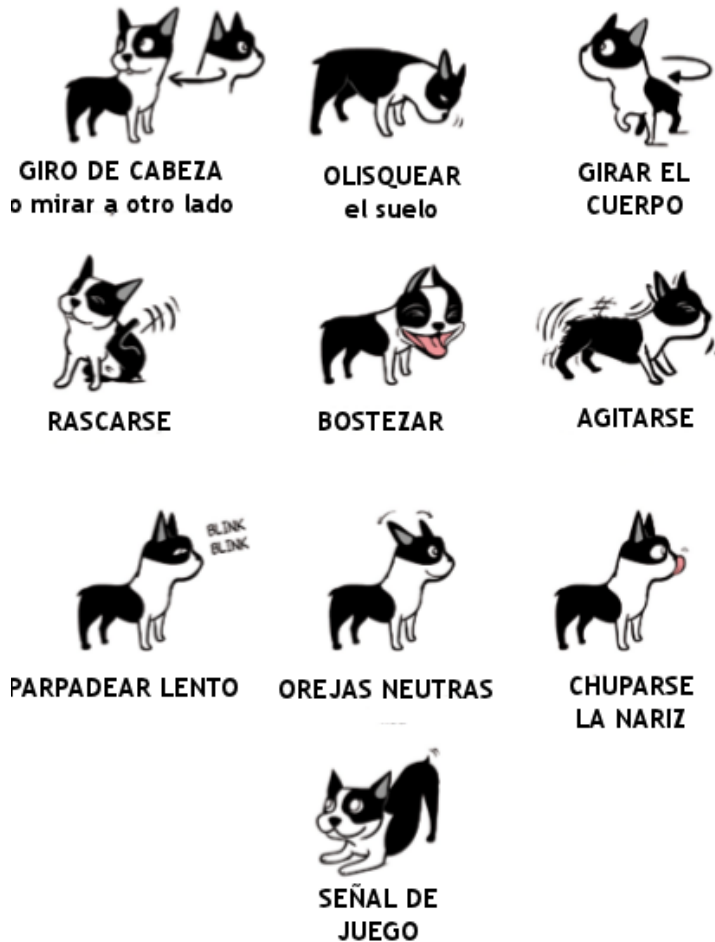 GIRO DE CABEZA
o mirar a otro lado
OLISQUEAR
el suelo
GIRAR EL
CUERPO
RASCARSE
BOSTEZAR
AGITARSE
BLINK
BLINK
PARPADEAR LENTO
OREJAS NEUTRAS
CHUPARSE
LA NARIZ
SEÑAL DE
JUEGO